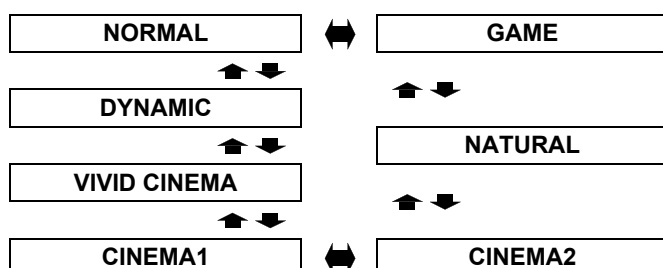 NORMAL
GAME
DYNAMIC
NATURAL
VIVID CINEMA
CINEMA1
CINEMA2